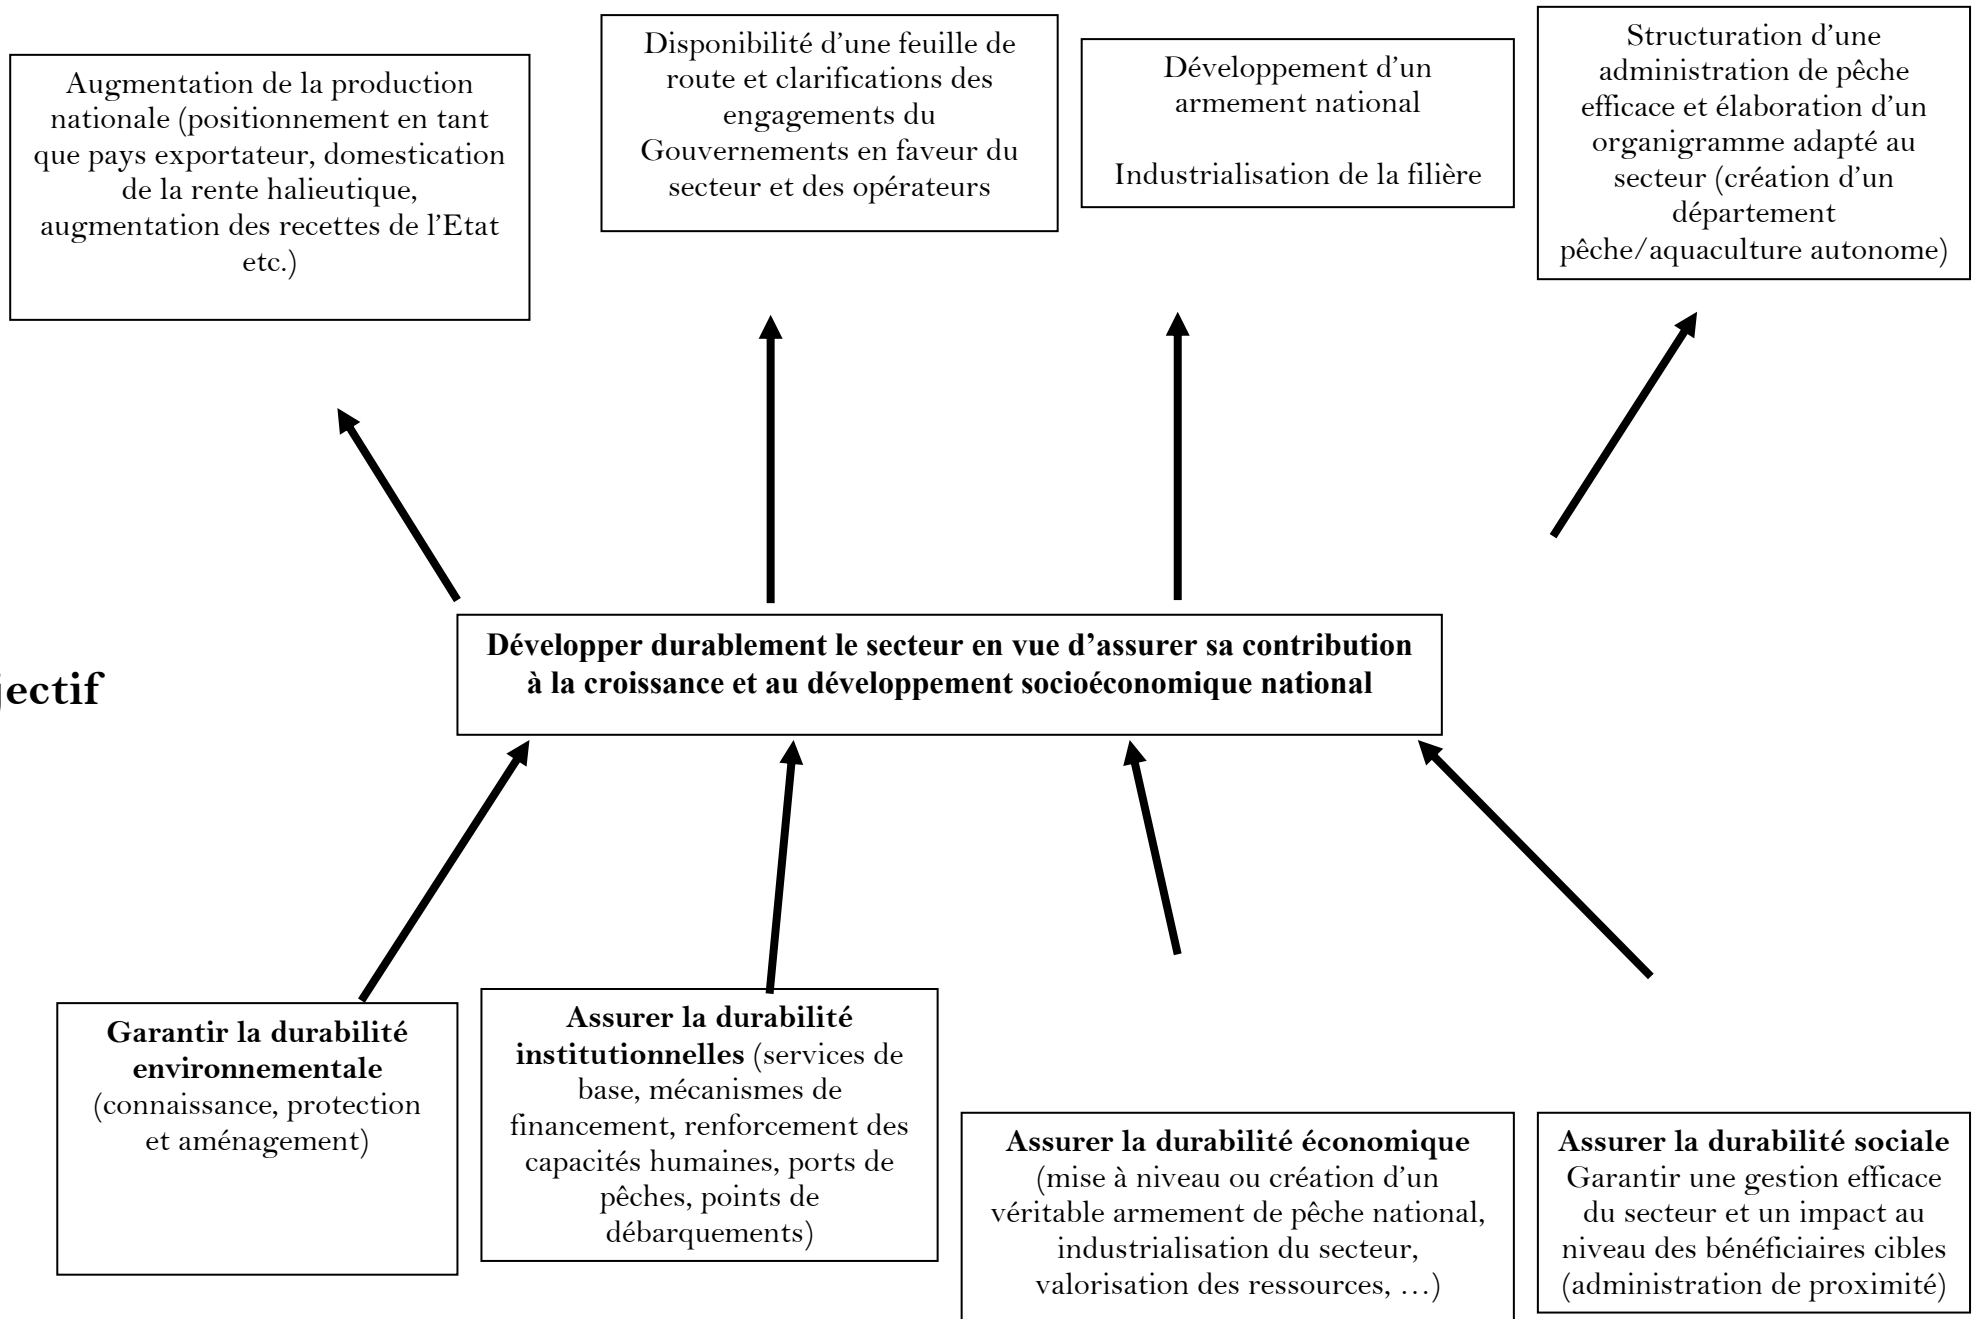 Augmentation de la production
nationale (positionnement en tant
que pays exportateur, domestication
de la rente halieutique,
augmentation des recettes de l'Etat
etc.)
Disponibilité d'une feuille de
route et clarifications des
engagements du
Gouvernements en faveur du
secteur et des opérateurs
Développement d'un
armement national
Industrialisation de la filière
Structuration d'une
administration de pêche
efficace et élaboration d'un
organigramme adapté au
secteur (création d'un
département
pêche/aquaculture autonome)
Développer durablement le secteur en vue d'assurer sa contribution
à la croissance et au développement socioéconomique national
jectif
Garantir la durabilité
environnementale
(connaissance, protection
et aménagement)
Assurer la durabilité
institutionnelles (services de
base, mécanismes de
financement, renforcement des
capacités humaines, ports de
pêches, points de
débarquements)
Assurer la durabilité économique
(mise à niveau ou création d'un
véritable armement de pêche national,
industrialisation du secteur,
valorisation des ressources, …)
Assurer la durabilité sociale
Garantir une gestion efficace
du secteur et un impact au
niveau des bénéficiaires cibles
(administration de proximité)